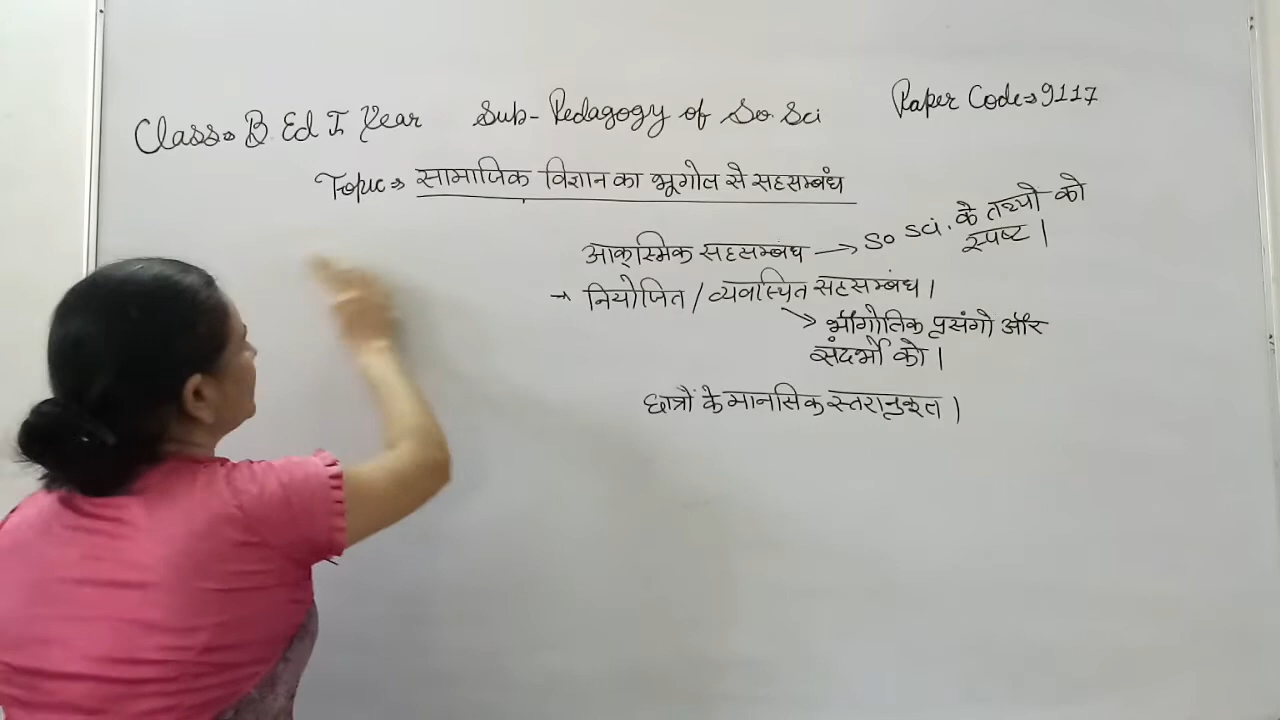 Class⇒ B.Ed I Year Sub- Pedagogy of So Sci Paper Code⇒ 9117
Topic⇒ सामाजिक विज्ञान का भूगोल से सहसम्बंध
आकस्मिक सहसम्बंध → So Sci. के तथ्यो को
स्पष्ट।
→ नियोजित / व्यवस्थित सहसम्बंध।
→ भौगोलिक प्रसंगो और
संदर्भो को।
छात्रों के मानसिक स्तरानुकूल।